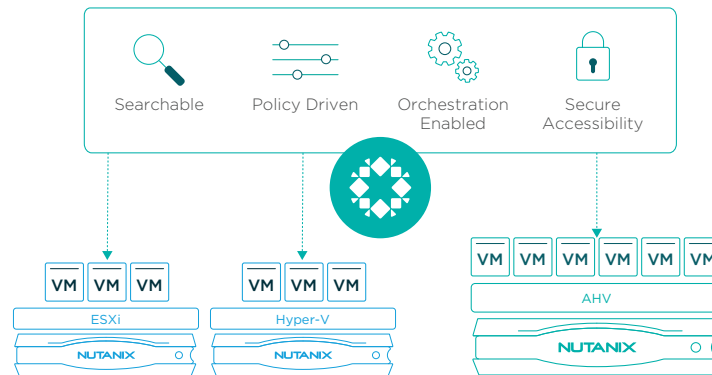 Searchable
Policy Driven
Orchestration
Enabled
Secure
Accessibility
VM VM VM
VM VM VM
VM VM VM VM VM VM
ESXi
Hyper-V
AHV
NUTANIX
NUTANIX
NUTANIX